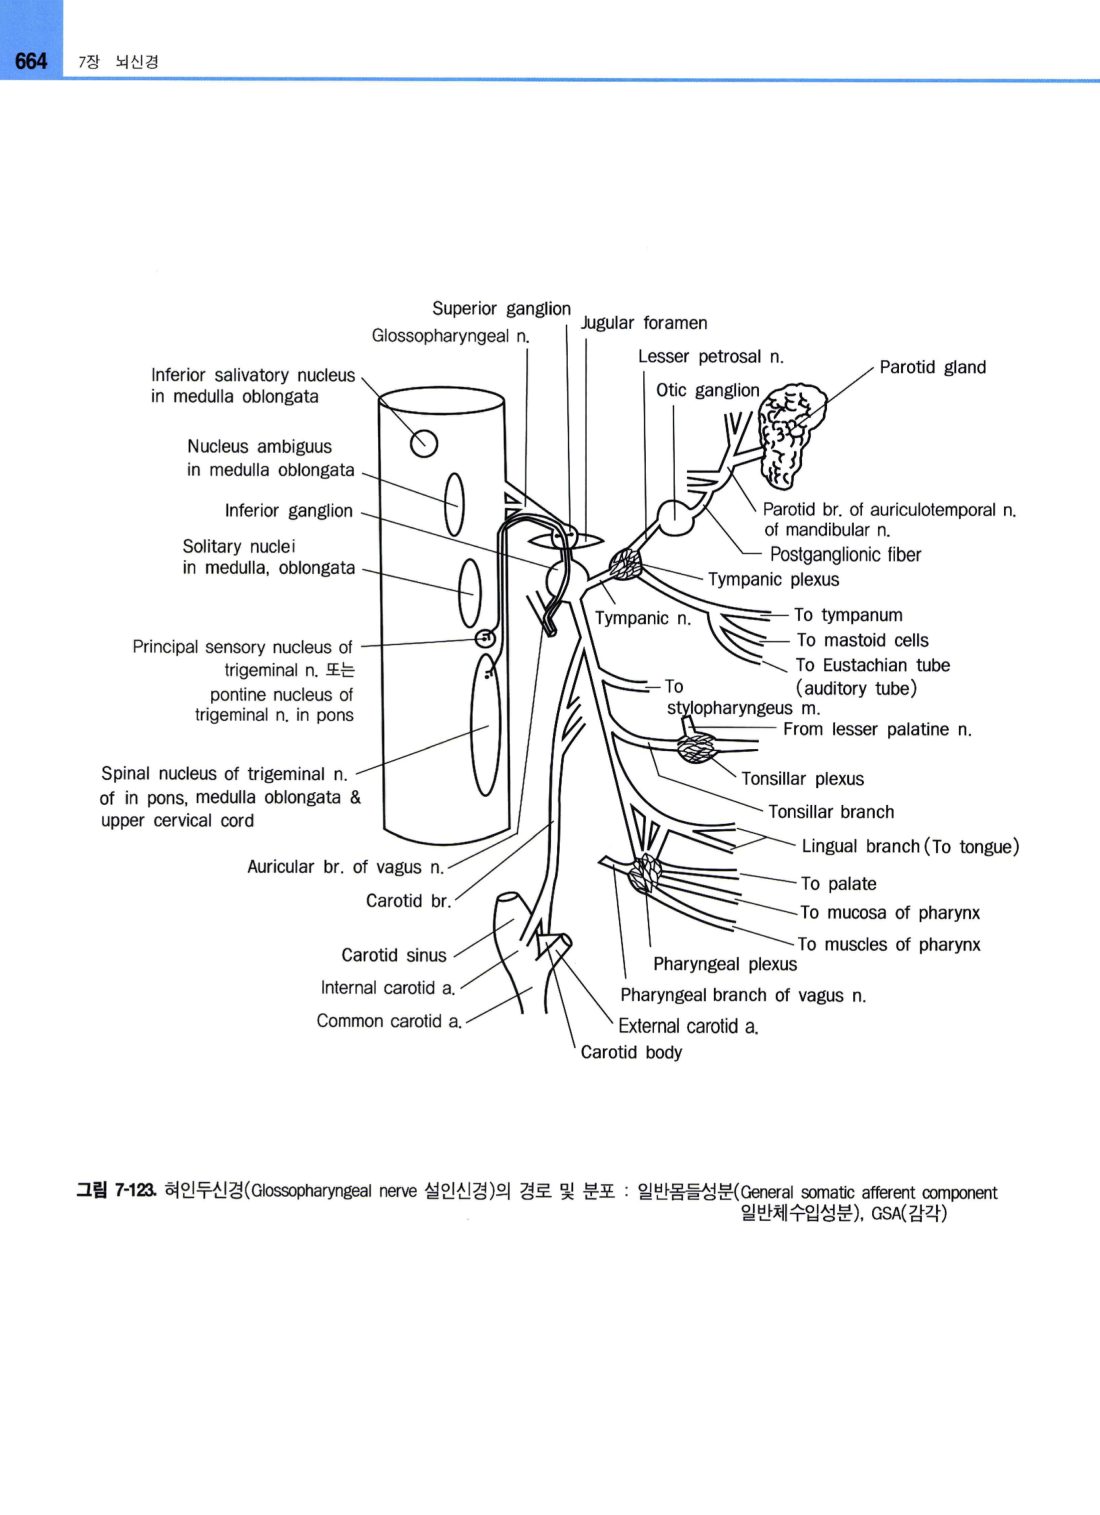 664
7장 뇌신경
Superior ganglion
Jugular foramen
Glossopharyngeal n.
Lesser petrosal n.
Parotid gland
Inferior salivatory nucleus
in medulla oblongata
Otic ganglion
Nucleus ambiguus
in medulla oblongata
Inferior ganglion
Parotid br. of auriculotemporal n.
of mandibular n.
Solitary nuclei
in medulla, oblongata
Postganglionic fiber
Tympanic plexus
Tympanic n.
To tympanum
To mastoid cells
Principal sensory nucleus of
trigeminal n. 또는
pontine nucleus of
trigeminal n. in pons
To Eustachian tube
(auditory tube)
To
stylopharyngeus m.
From lesser palatine n.
Spinal nucleus of trigeminal n.
of in pons, medulla oblongata &
upper cervical cord
Tonsillar plexus
Tonsillar branch
Lingual branch (To tongue)
Auricular br. of vagus n.
To palate
Carotid br.
To mucosa of pharynx
To muscles of pharynx
Carotid sinus
Pharyngeal plexus
Internal carotid a.
Pharyngeal branch of vagus n.
Common carotid a.
External carotid a.
Carotid body
그림 7-123. 혀인두신경(Glossopharyngeal nerve 설인신경)의 경로 및 분포 : 일반몸들성분(General somatic afferent component
일반체수입성분), GSA(감각)